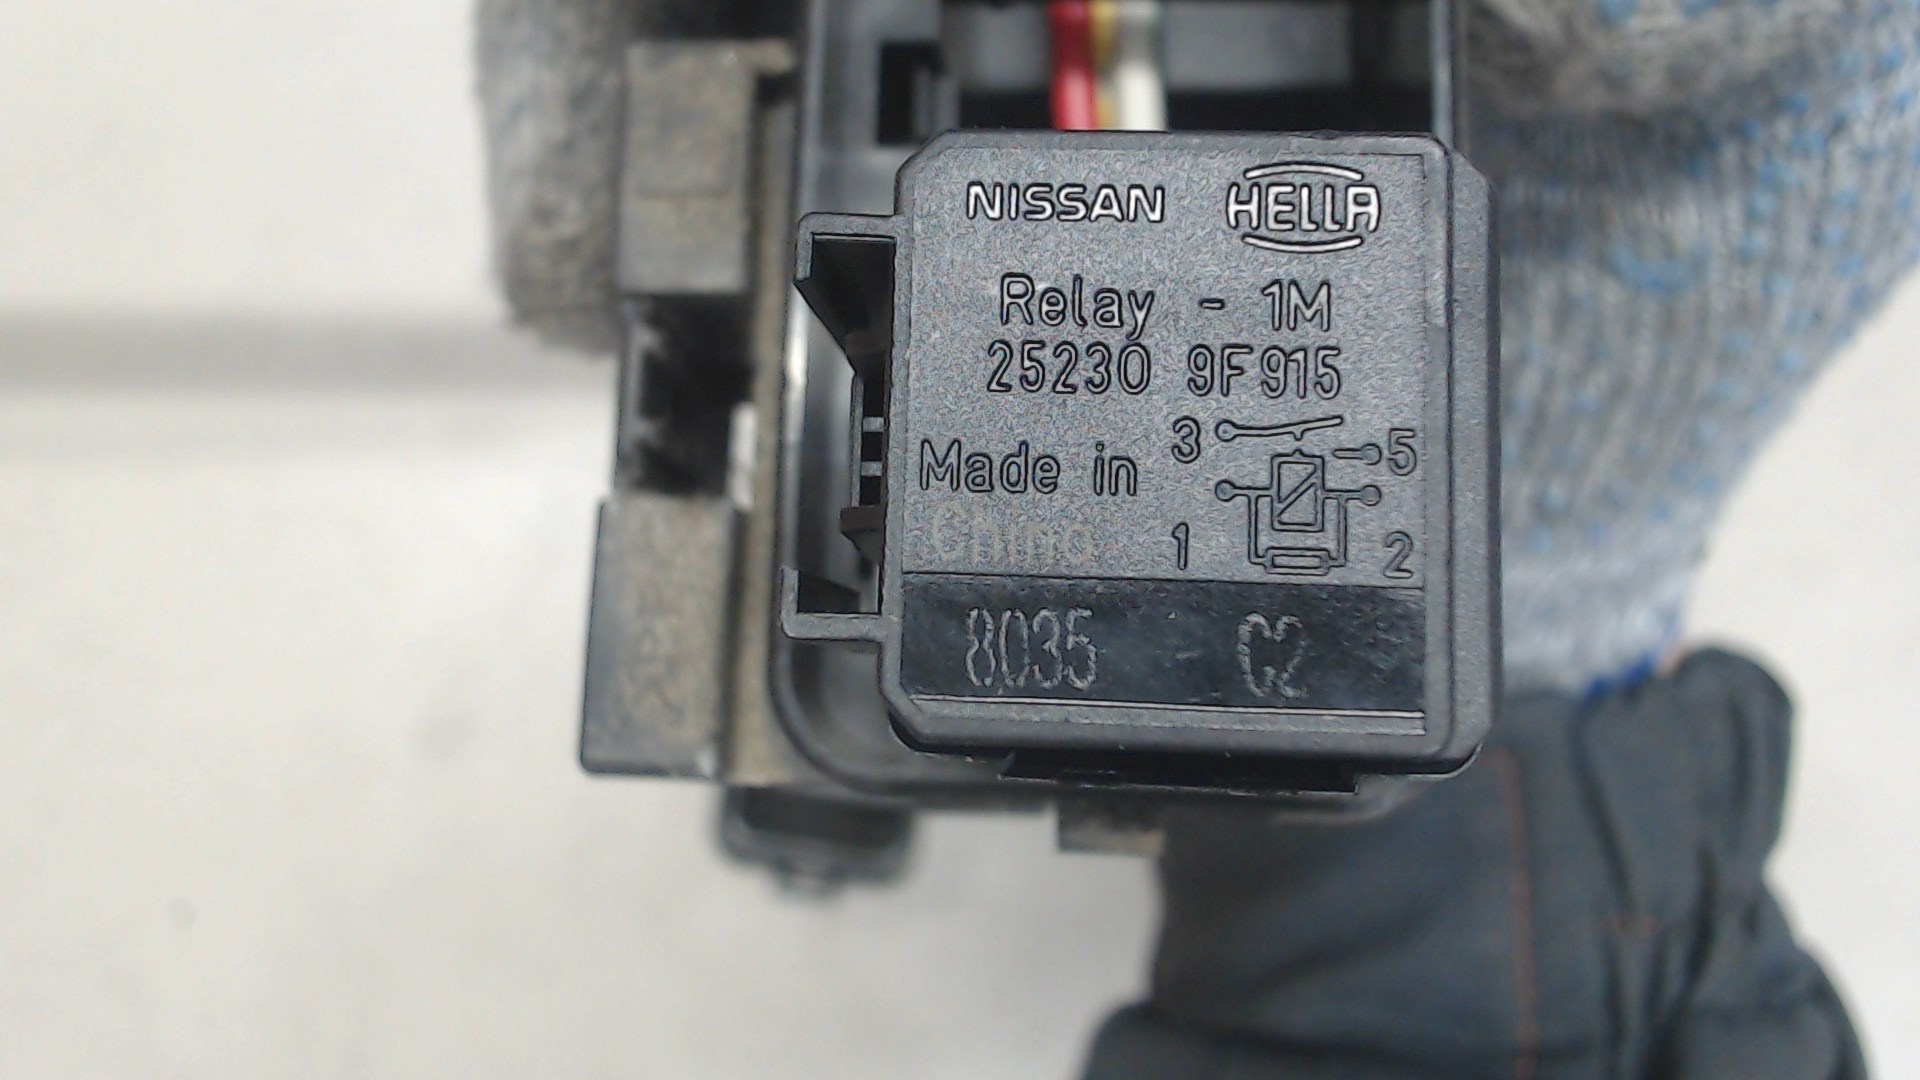 NISSAN HELLA
Relay - 1M
25230 9F915
3 5
Made in
China
1 2
8035 C2